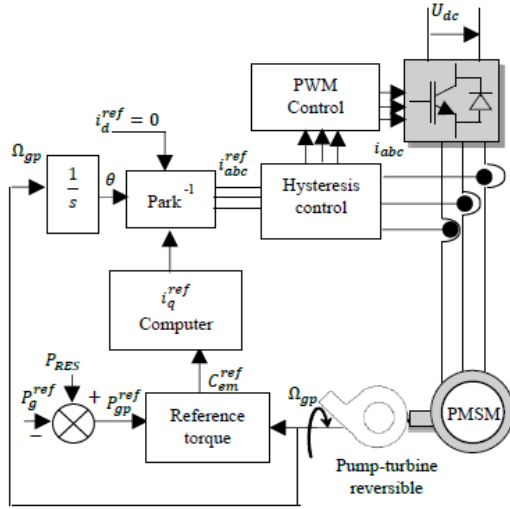 U_dc
PWM
Control
i_d^ref = 0
i_abc^ref
i_abc
Ω_gp
1/s
θ
Park^-1
Hysteresis
control
i_q^ref
Computer
P_RES
C_em^ref
P_g^ref
+
−
P_gp^ref
Reference
torque
Ω_gp
PMSM
Pump-turbine
reversible